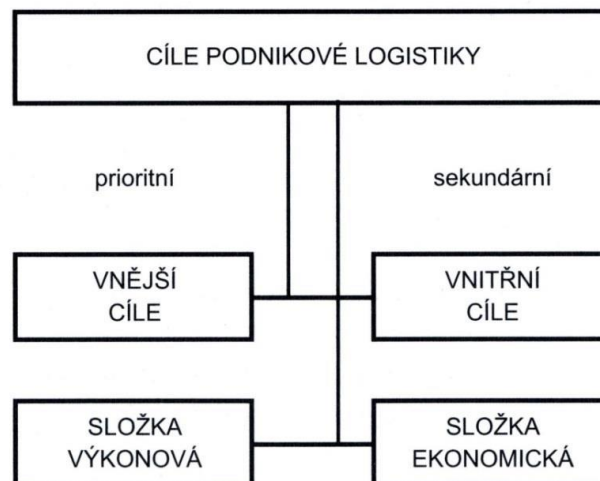 CÍLE PODNIKOVÉ LOGISTIKY
prioritní
sekundární
VNĚJŠÍ
CÍLE
VNITŘNÍ
CÍLE
SLOŽKA
VÝKONOVÁ
SLOŽKA
EKONOMICKÁ